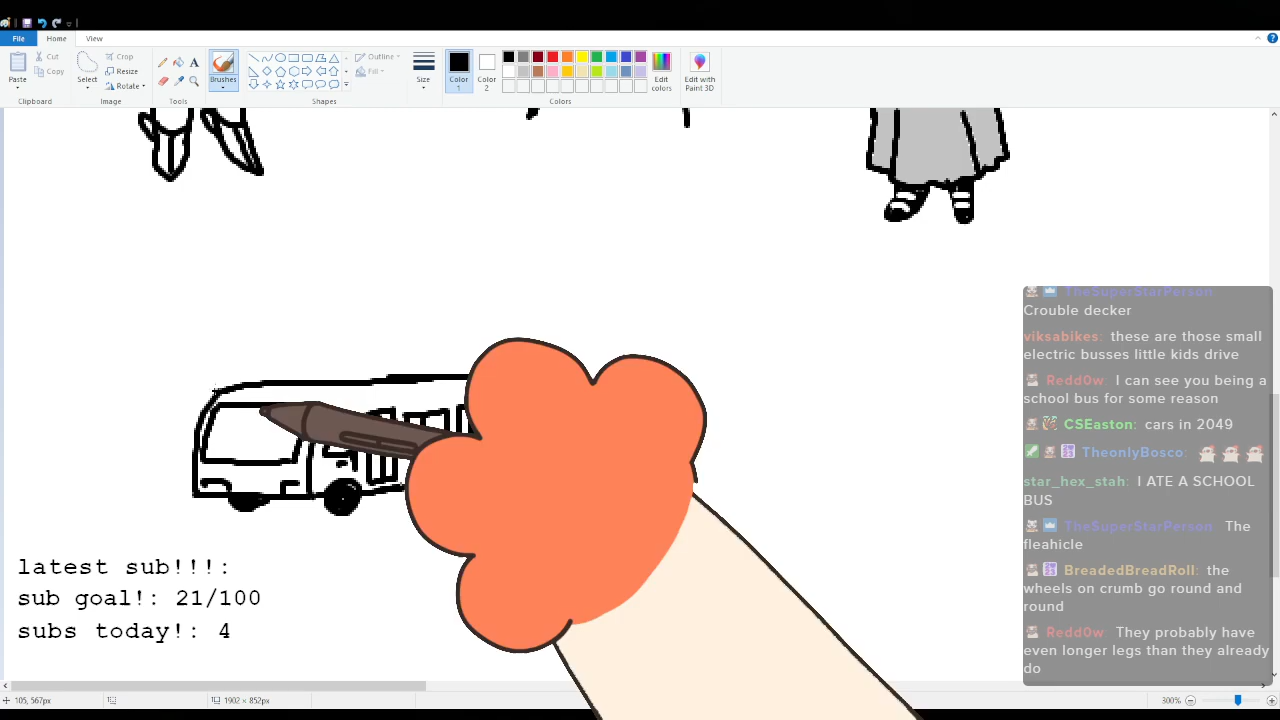 File
Home
View
Paste
Cut
Copy
Clipboard
Select
Crop
Resize
Rotate
Image
Tools
Brushes
Shapes
Outline
Fill
Size
Color
1
Color
2
Edit
colors
Colors
Edit with
Paint 3D
TheSuperStarPerson
Crouble decker
viksabikes: these are those small
electric busses little kids drive
Redd0w: I can see you being a
school bus for some reason
CSEaston: cars in 2049
TheonlyBosco:
star_hex_stah: I ATE A SCHOOL
BUS
TheSuperStarPerson The
fleahicle
BreadedBreadRoll: the
wheels on crumb go round and
round
Redd0w: They probably have
even longer legs than they already
do
latest sub!!!:
sub goal!: 21/100
subs today!: 4
105, 567px
1902 × 852px
300%